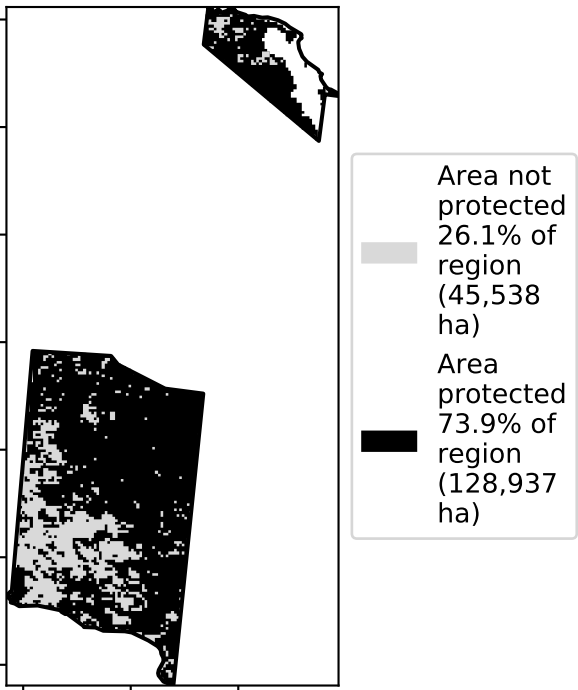 Area not
protected
26.1% of
region
(45,538
ha)
Area
protected
73.9% of
region
(128,937
ha)